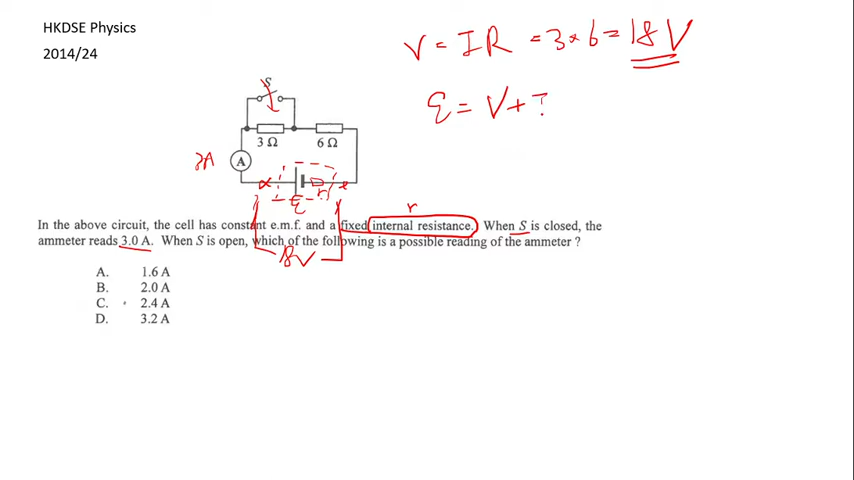 HKDSE Physics
2014/24
V = IR = 3 * 6 = 18 V
ε = V + I
S
3 Ω
6 Ω
A
ε
r
18V
r
In the above circuit, the cell has constant e.m.f. and a fixed internal resistance. When S is closed, the
ammeter reads 3.0 A. When S is open, which of the following is a possible reading of the ammeter ?
A. 1.6 A
B. 2.0 A
C. 2.4 A
D. 3.2 A